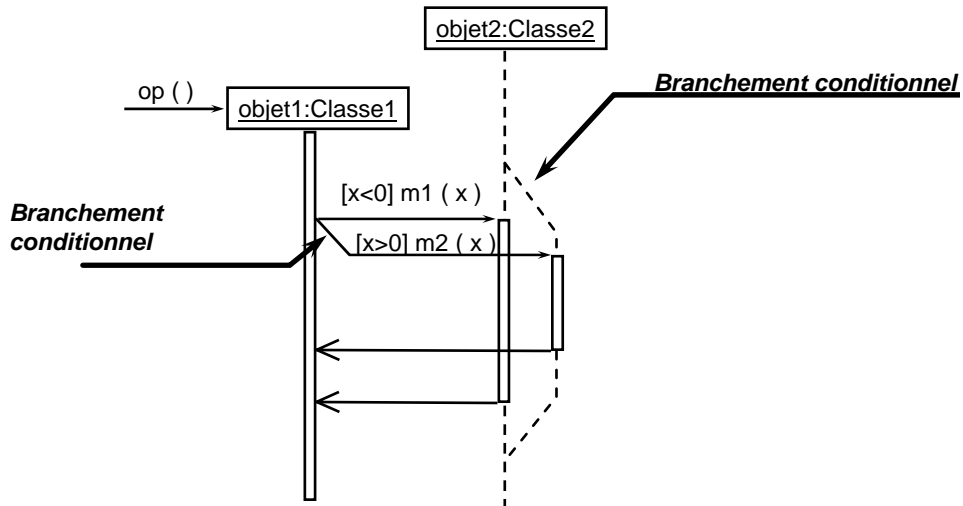 objet2:Classe2
Branchement conditionnel
op ( )
objet1:Classe1
[x<0] m1 ( x )
Branchement
conditionnel
[x>0] m2 ( x )